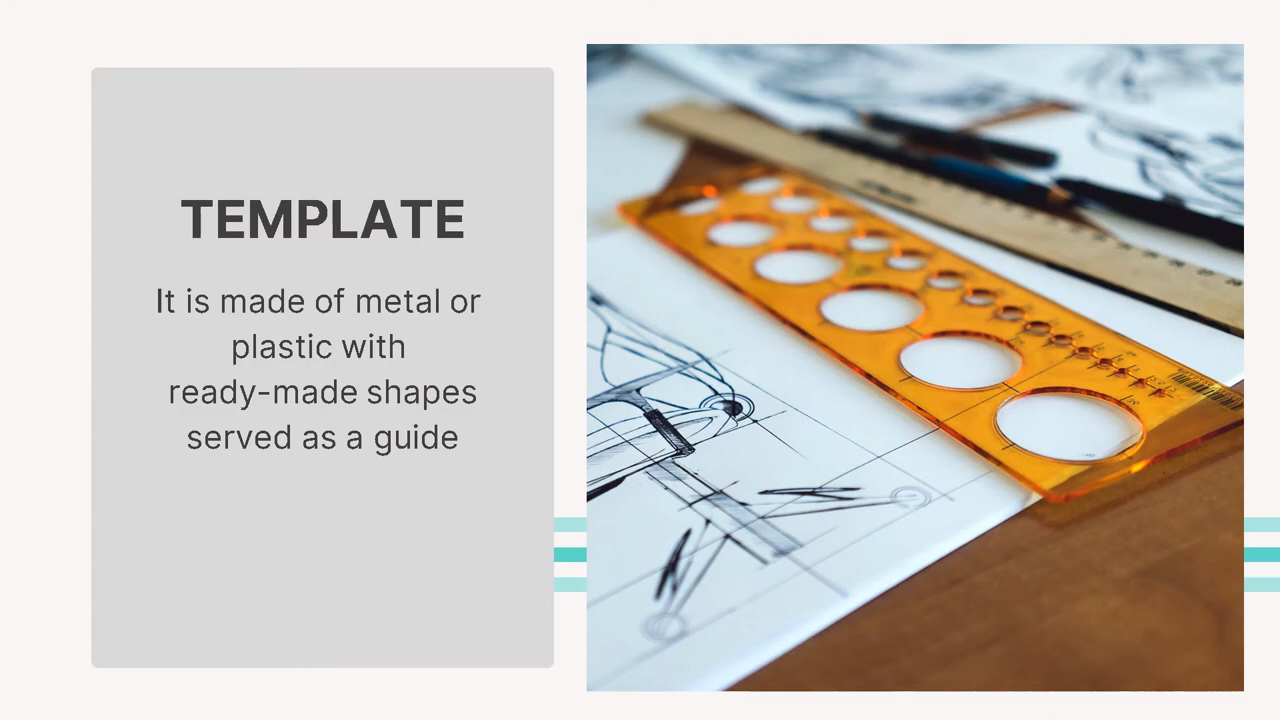 TEMPLATE
It is made of metal or
plastic with
ready-made shapes
served as a guide